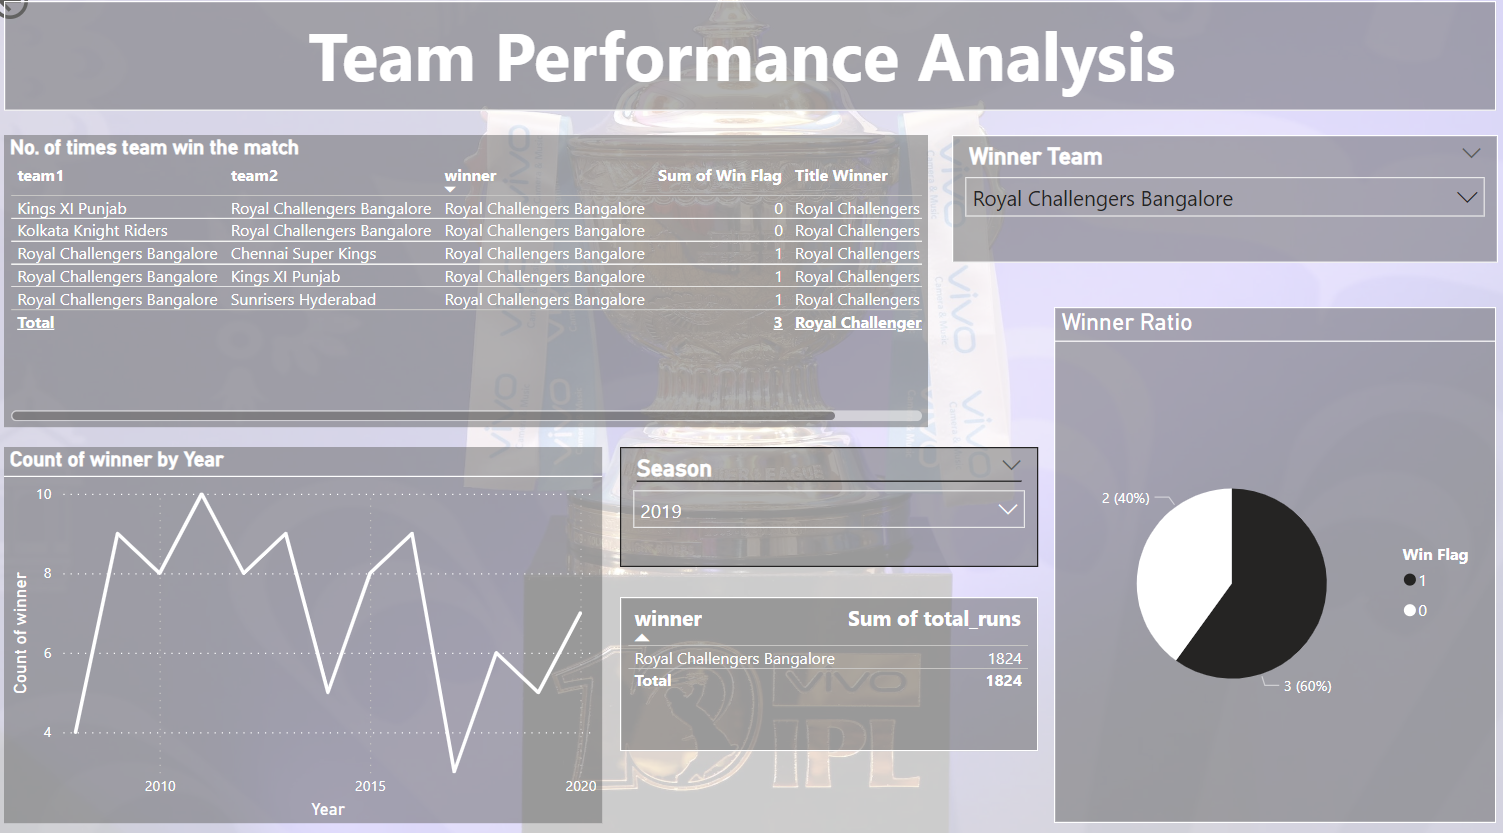 Team Performance Analysis
No. of times team win the match
team1 team2 winner Sum of Win Flag Title Winner
Kings XI Punjab Royal Challengers Bangalore Royal Challengers Bangalore 0 Royal Challengers
Kolkata Knight Riders Royal Challengers Bangalore Royal Challengers Bangalore 0 Royal Challengers
Royal Challengers Bangalore Chennai Super Kings Royal Challengers Bangalore 1 Royal Challengers
Royal Challengers Bangalore Kings XI Punjab Royal Challengers Bangalore 1 Royal Challengers
Royal Challengers Bangalore Sunrisers Hyderabad Royal Challengers Bangalore 1 Royal Challengers
Total 3 Royal Challenger
Winner Team
Royal Challengers Bangalore
Winner Ratio
2 (40%)
3 (60%)
Win Flag
1
0
Count of winner by Year
Count of winner
10
8
6
4
2010 2015 2020
Year
Season
2019
winner Sum of total_runs
Royal Challengers Bangalore 1824
Total 1824
vivo
vivo
vivo
vivo
VIVO
IPL